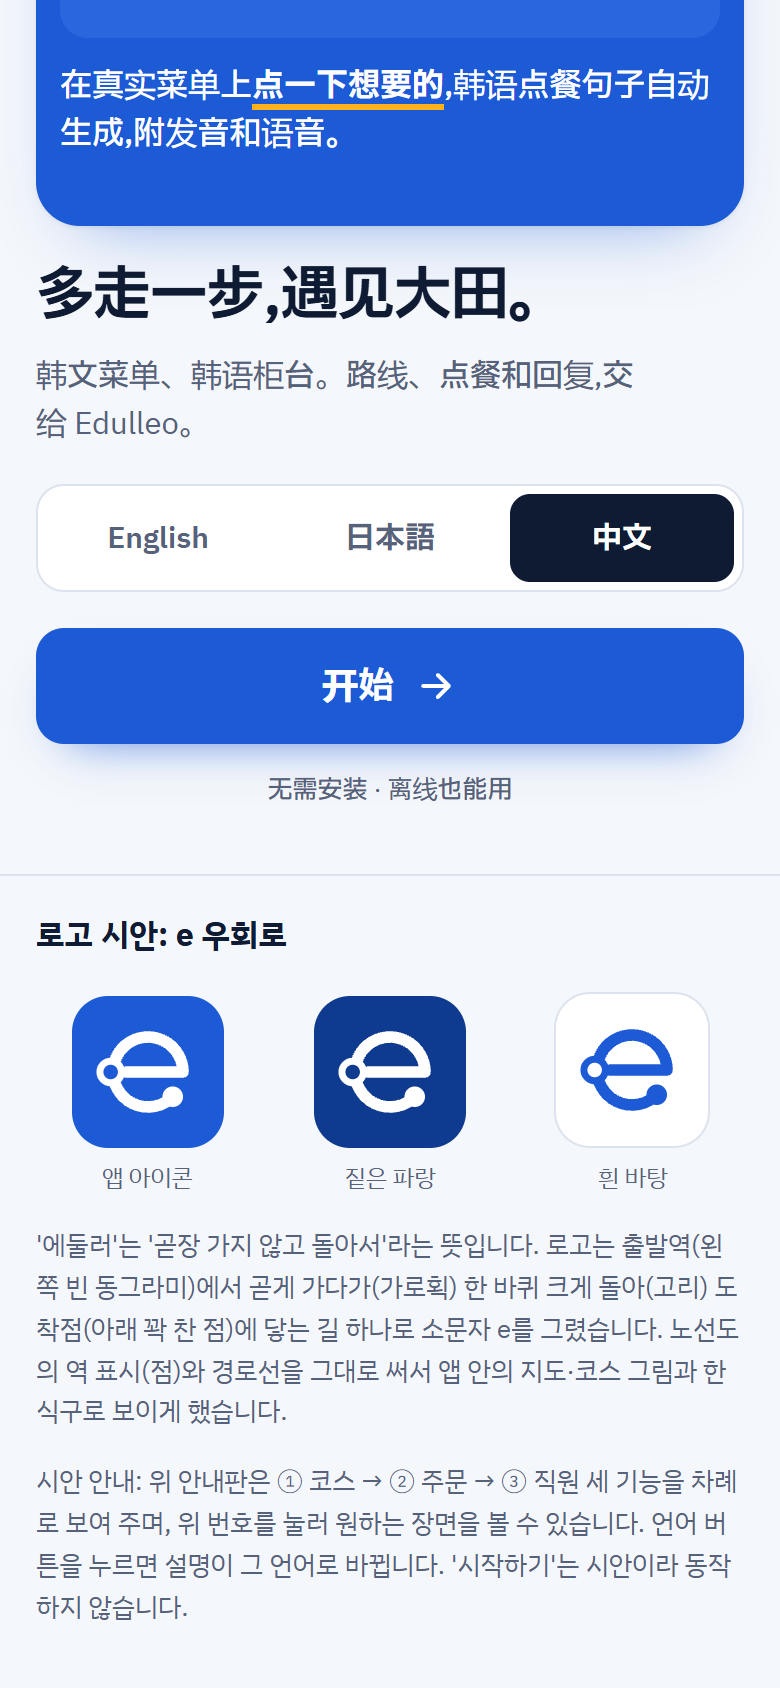 在真实菜单上点一下想要的,韩语点餐句子自动
生成,附发音和语音。
多走一步,遇见大田。
韩文菜单、韩语柜台。路线、点餐和回复,交
给 Edulleo。
English 日本語 中文
开始 →
无需安装 · 离线也能用
로고 시안: e 우회로
앱 아이콘 짙은 파랑 흰 바탕
'에둘러'는 '곧장 가지 않고 돌아서'라는 뜻입니다. 로고는 출발역(왼
쪽 빈 동그라미)에서 곧게 가다가(가로획) 한 바퀴 크게 돌아(고리) 도
착점(아래 꽉 찬 점)에 닿는 길 하나로 소문자 e를 그렸습니다. 노선도
의 역 표시(점)와 경로선을 그대로 써서 앱 안의 지도·코스 그림과 한
식구로 보이게 했습니다.
시안 안내: 위 안내판은 ① 코스 → ② 주문 → ③ 직원 세 기능을 차례
로 보여 주며, 위 번호를 눌러 원하는 장면을 볼 수 있습니다. 언어 버
튼을 누르면 설명이 그 언어로 바뀝니다. '시작하기'는 시안이라 동작
하지 않습니다.